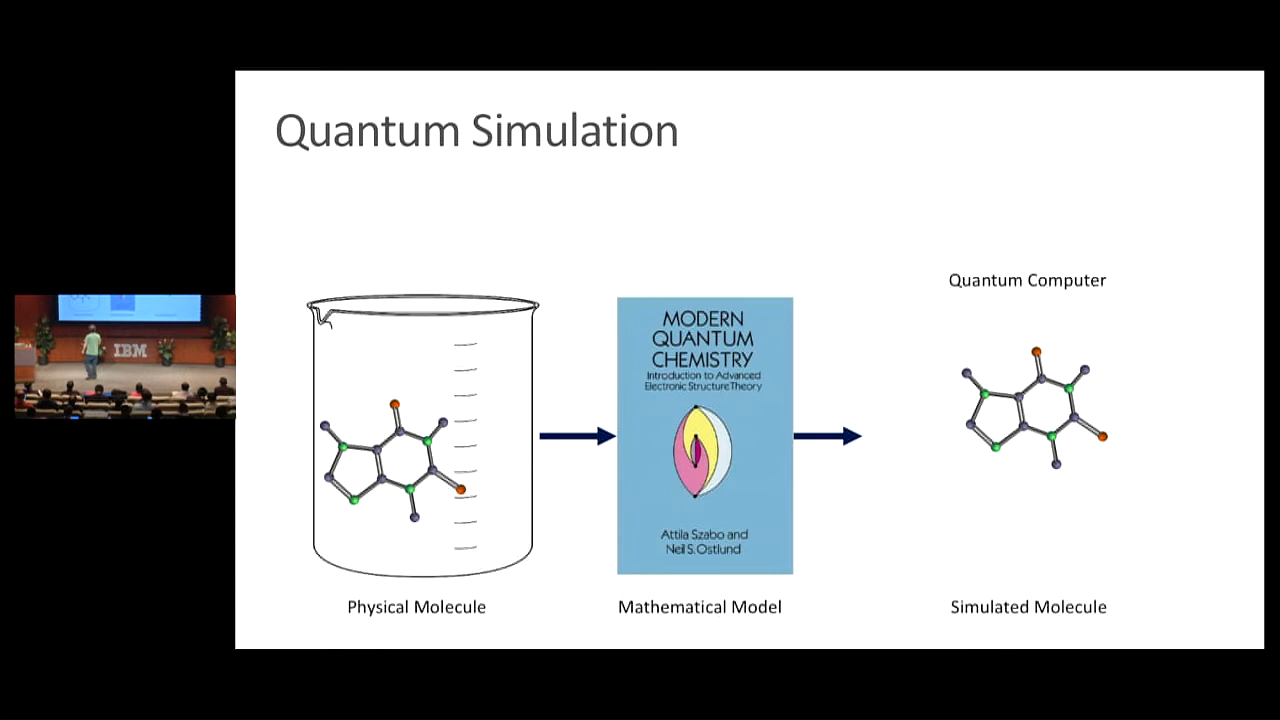 Quantum Simulation
Quantum Computer
MODERN
QUANTUM
CHEMISTRY
Introduction to Advanced
Electronic Structure Theory
Attila Szabo and
Neil S. Ostlund
IBM
Physical Molecule
Mathematical Model
Simulated Molecule